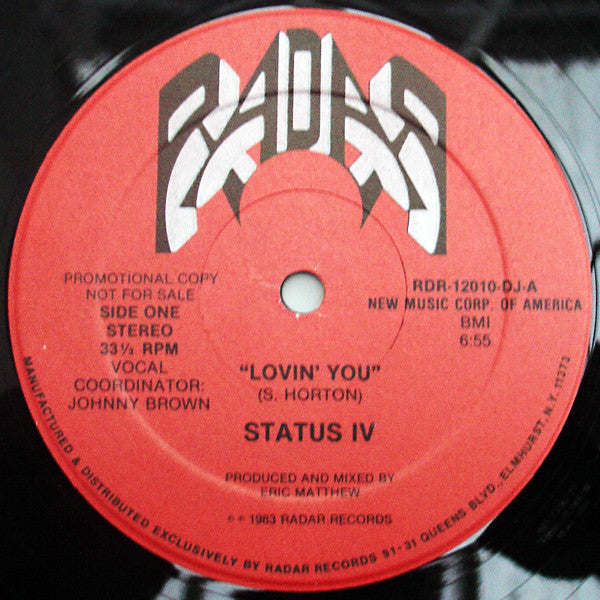 RADAR
PROMOTIONAL COPY
NOT FOR SALE
SIDE ONE
STEREO
33⅓ RPM
VOCAL
COORDINATOR:
JOHNNY BROWN
RDR-12010-DJ-A
NEW MUSIC CORP. OF AMERICA
BMI
6:55
“LOVIN’ YOU”
(S. HORTON)
STATUS IV
PRODUCED AND MIXED BY
ERIC MATTHEW
℗ © 1983 RADAR RECORDS
MANUFACTURED & DISTRIBUTED EXCLUSIVELY BY RADAR RECORDS 91-31 QUEENS BLVD., ELMHURST, N.Y. 11373